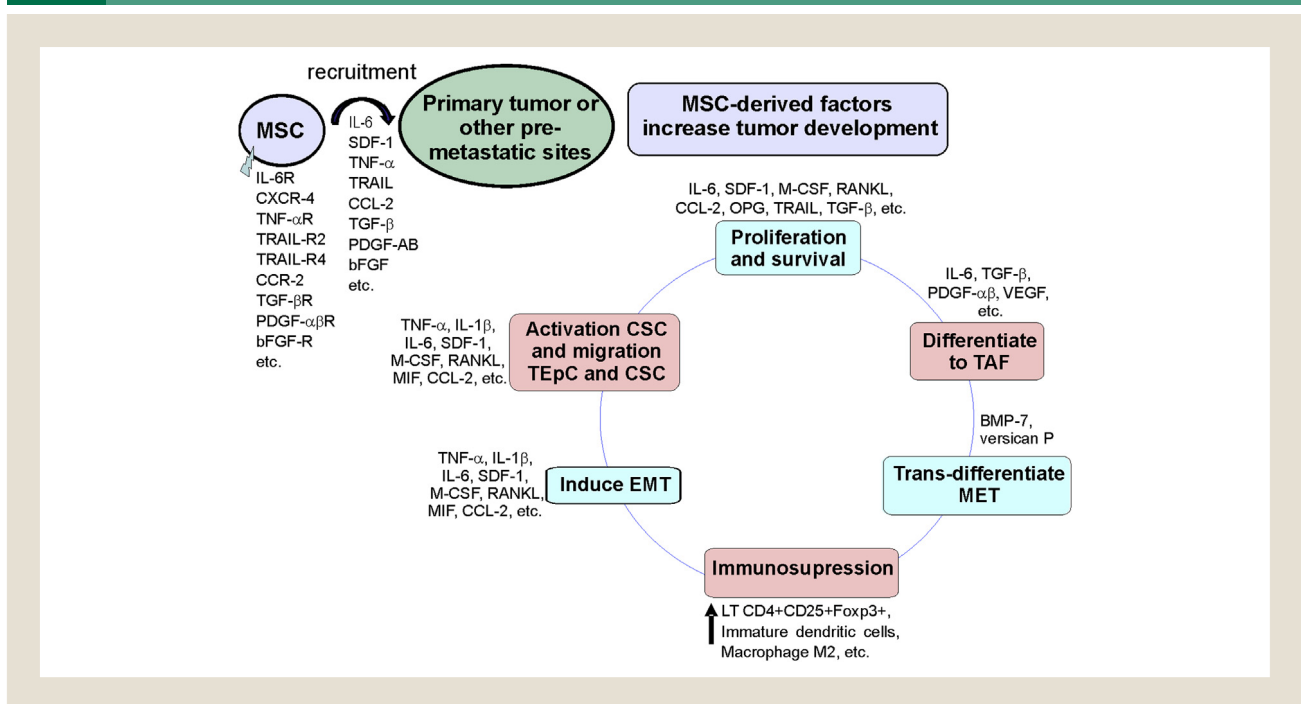 recruitment
MSC
IL-6R
CXCR-4
TNF-αR
TRAIL-R2
TRAIL-R4
CCR-2
TGF-βR
PDGF-αβR
bFGF-R
etc.
IL-6
SDF-1
TNF-α
TRAIL
CCL-2
TGF-β
PDGF-AB
bFGF
etc.
Primary tumor or
other pre-
metastatic sites
MSC-derived factors
increase tumor development
IL-6, SDF-1, M-CSF, RANKL,
CCL-2, OPG, TRAIL, TGF-β, etc.
Proliferation
and survival
IL-6, TGF-β,
PDGF-αβ, VEGF,
etc.
Differentiate
to TAF
BMP-7,
versican P
Trans-differentiate
MET
Immunosupression
LT CD4+CD25+Foxp3+,
Immature dendritic cells,
Macrophage M2, etc.
TNF-α, IL-1β,
IL-6, SDF-1,
M-CSF, RANKL,
MIF, CCL-2, etc.
Induce EMT
TNF-α, IL-1β,
IL-6, SDF-1,
M-CSF, RANKL,
MIF, CCL-2, etc.
Activation CSC
and migration
TEpC and CSC